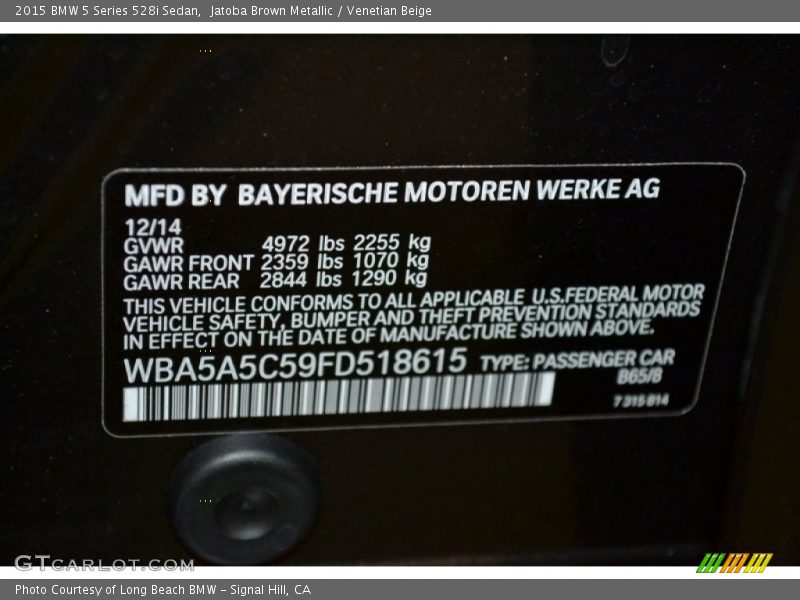 2015 BMW 5 Series 528i Sedan, Jatoba Brown Metallic / Venetian Beige
MFD BY BAYERISCHE MOTOREN WERKE AG
12/14
GVWR 4972 lbs 2255 kg
GAWR FRONT 2359 lbs 1070 kg
GAWR REAR 2844 lbs 1290 kg
THIS VEHICLE CONFORMS TO ALL APPLICABLE U.S.FEDERAL MOTOR
VEHICLE SAFETY, BUMPER AND THEFT PREVENTION STANDARDS
IN EFFECT ON THE DATE OF MANUFACTURE SHOWN ABOVE.
WBA5A5C59FD518615 TYPE: PASSENGER CAR
B65/8
GTCARLOT.COM
Photo Courtesy of Long Beach BMW - Signal Hill, CA